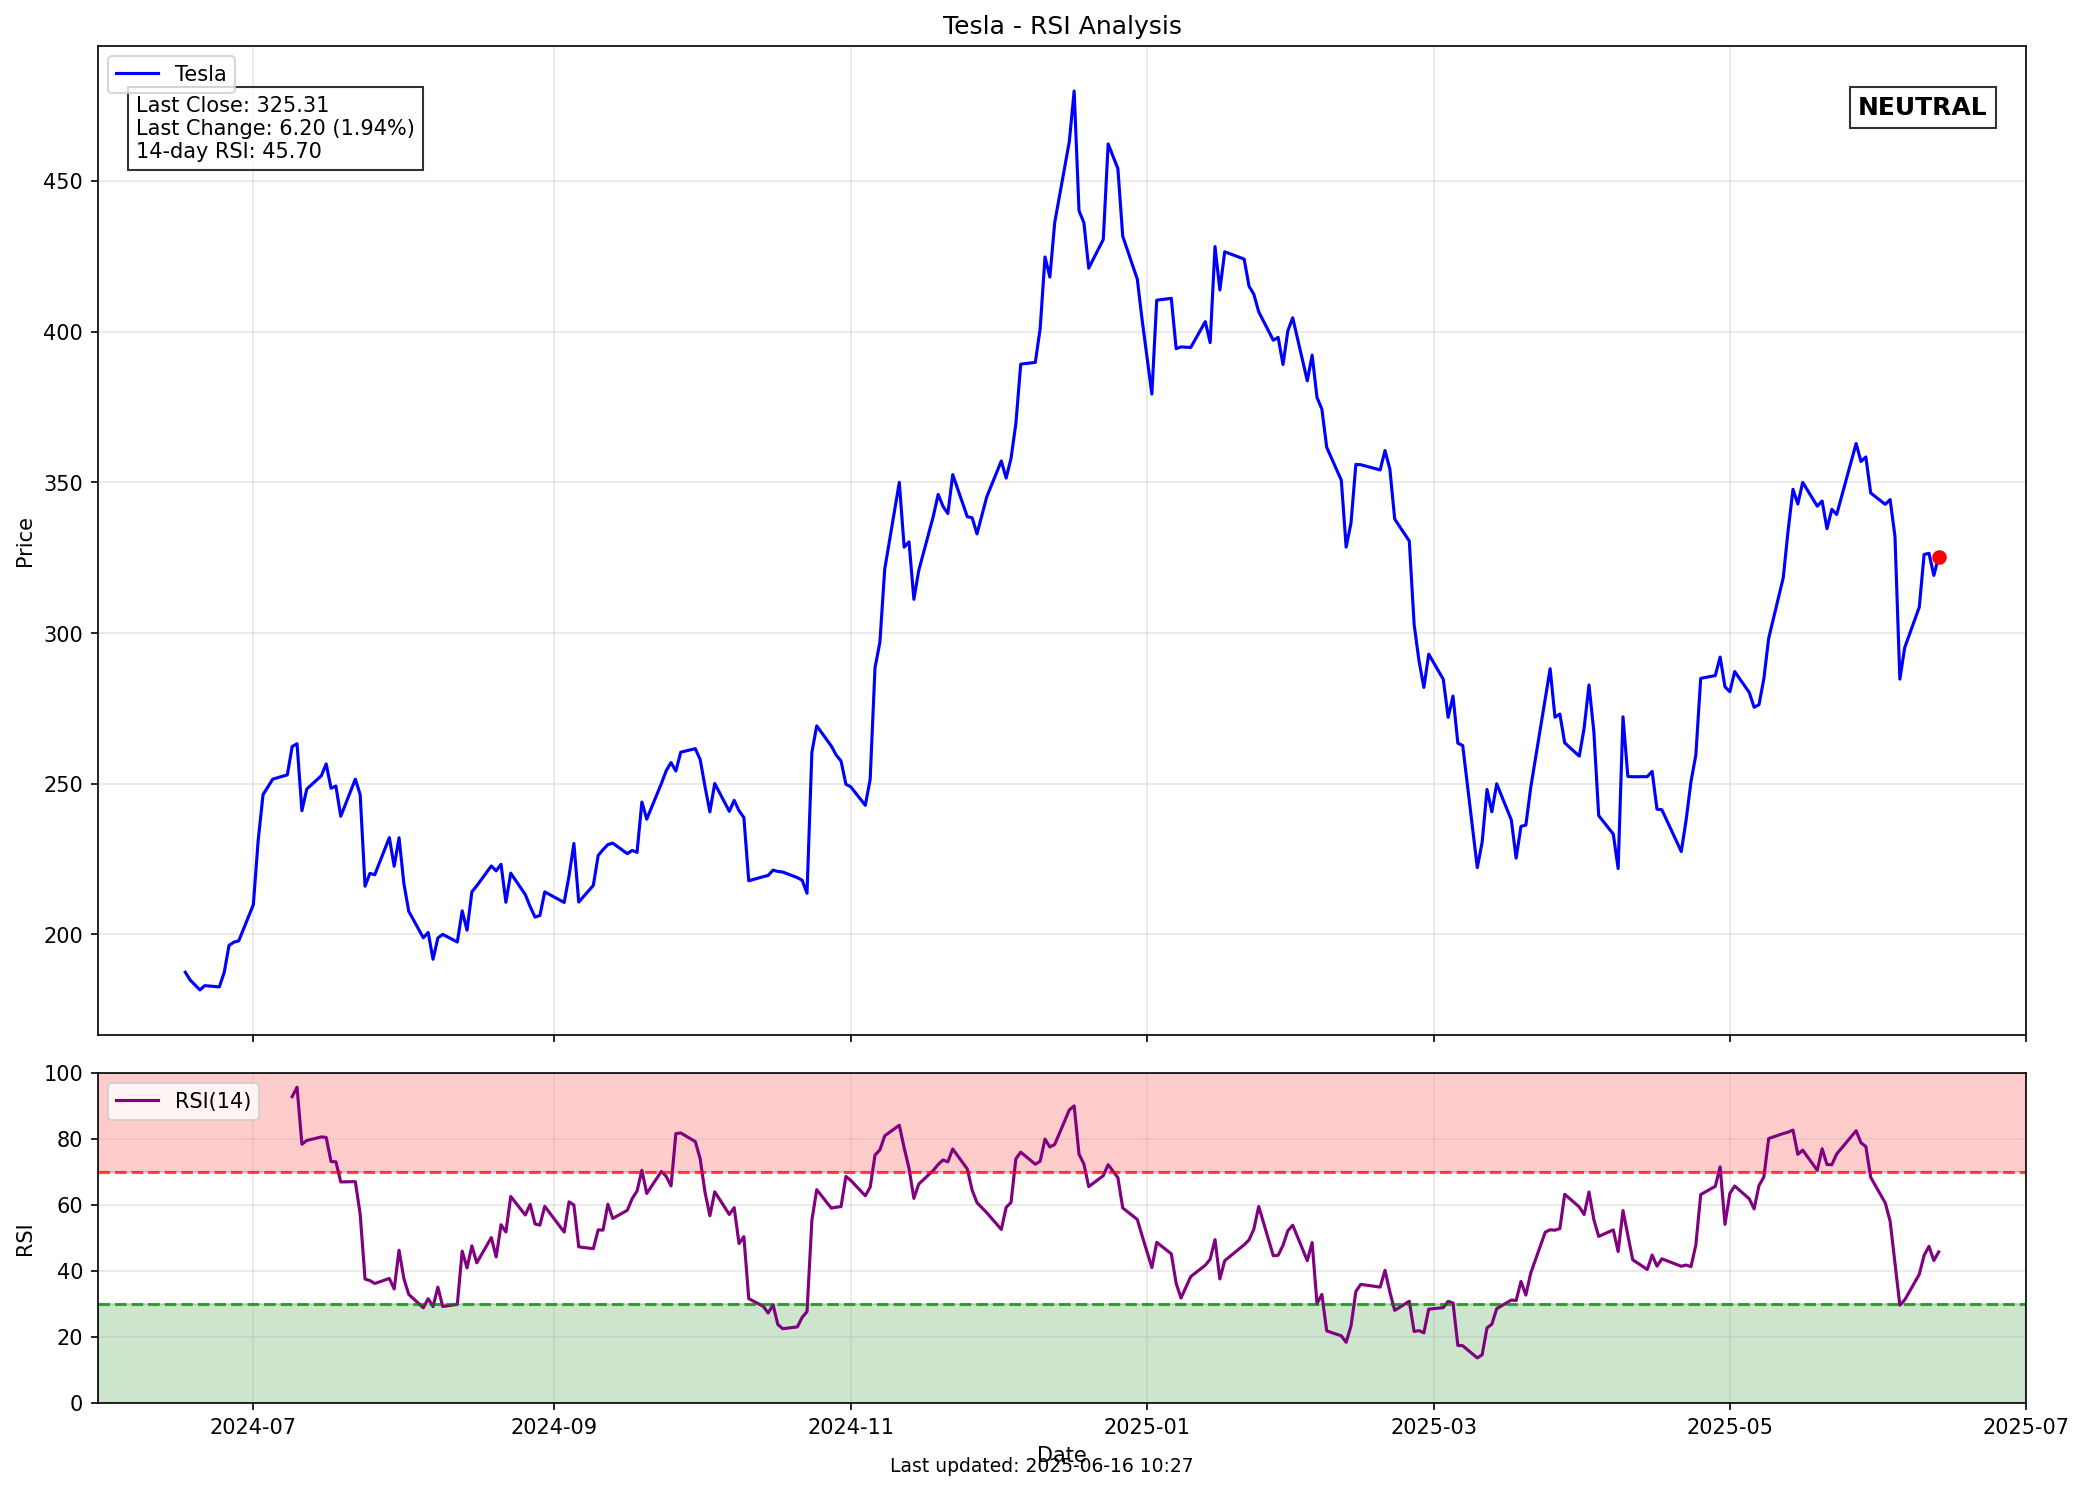 Tesla - RSI Analysis
Tesla
Last Close: 325.31
Last Change: 6.20 (1.94%)
14-day RSI: 45.70
NEUTRAL
Price
450
400
350
300
250
200
RSI(14)
RSI
100
80
60
40
20
0
2024-07
2024-09
2024-11
2025-01
2025-03
2025-05
2025-07
Date
Last updated: 2025-06-16 10:27